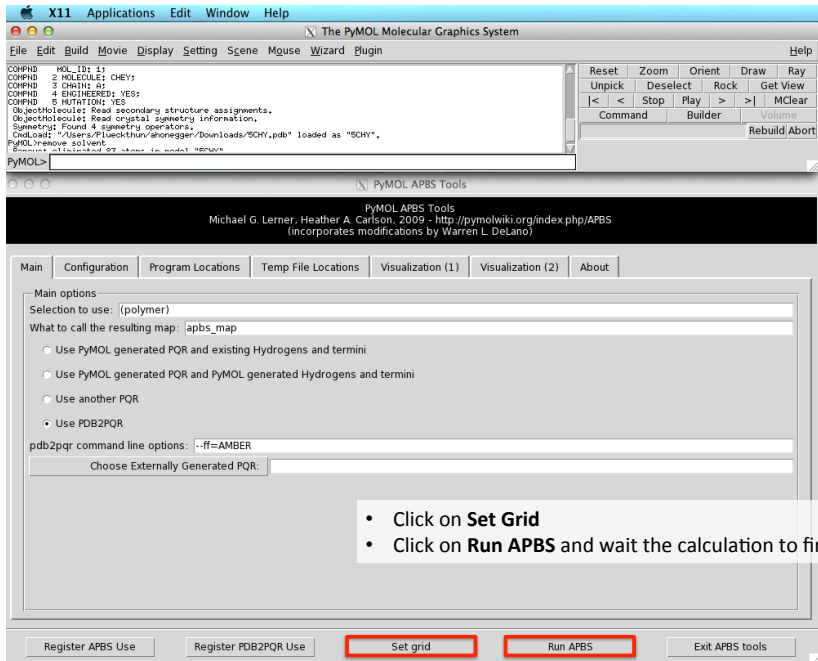 X11 Applications Edit Window Help
The PyMOL Molecular Graphics System
File Edit Build Movie Display Setting Scene Mouse Wizard Plugin Help
COMPND MOL_ID: 1;
COMPND 2 MOLECULE: CHEY;
COMPND 3 CHAIN: A;
COMPND 4 ENGINEERED: YES;
COMPND 5 MUTATION: YES
ObjectMolecule: Read secondary structure assignments.
ObjectMolecule: Read crystal symmetry information.
Symmetry: Found 4 symmetry operators.
CmdLoad: "/Users/Plueckthun/ahonegger/Downloads/5CHY.pdb" loaded as "5CHY".
PyMOL>remove solvent
Remove: eliminated 87 atoms in model "5CHY".
PyMOL>
Reset Zoom Orient Draw Ray
Unpick Deselect Rock Get View
|< < Stop Play > >| MClear
Command Builder Volume
Rebuild Abort
PyMOL APBS Tools
PyMOL APBS Tools
Michael G. Lerner, Heather A. Carlson, 2009 - http://pymolwiki.org/index.php/APBS
(incorporates modifications by Warren L. DeLano)
Main Configuration Program Locations Temp File Locations Visualization (1) Visualization (2) About
Main options
Selection to use: (polymer)
What to call the resulting map: apbs_map
Use PyMOL generated PQR and existing Hydrogens and termini
Use PyMOL generated PQR and PyMOL generated Hydrogens and termini
Use another PQR
Use PDB2PQR
pdb2pqr command line options: --ff=AMBER
Choose Externally Generated PQR:
• Click on Set Grid
• Click on Run APBS and wait the calculation to fi
Register APBS Use Register PDB2PQR Use Set grid Run APBS Exit APBS tools